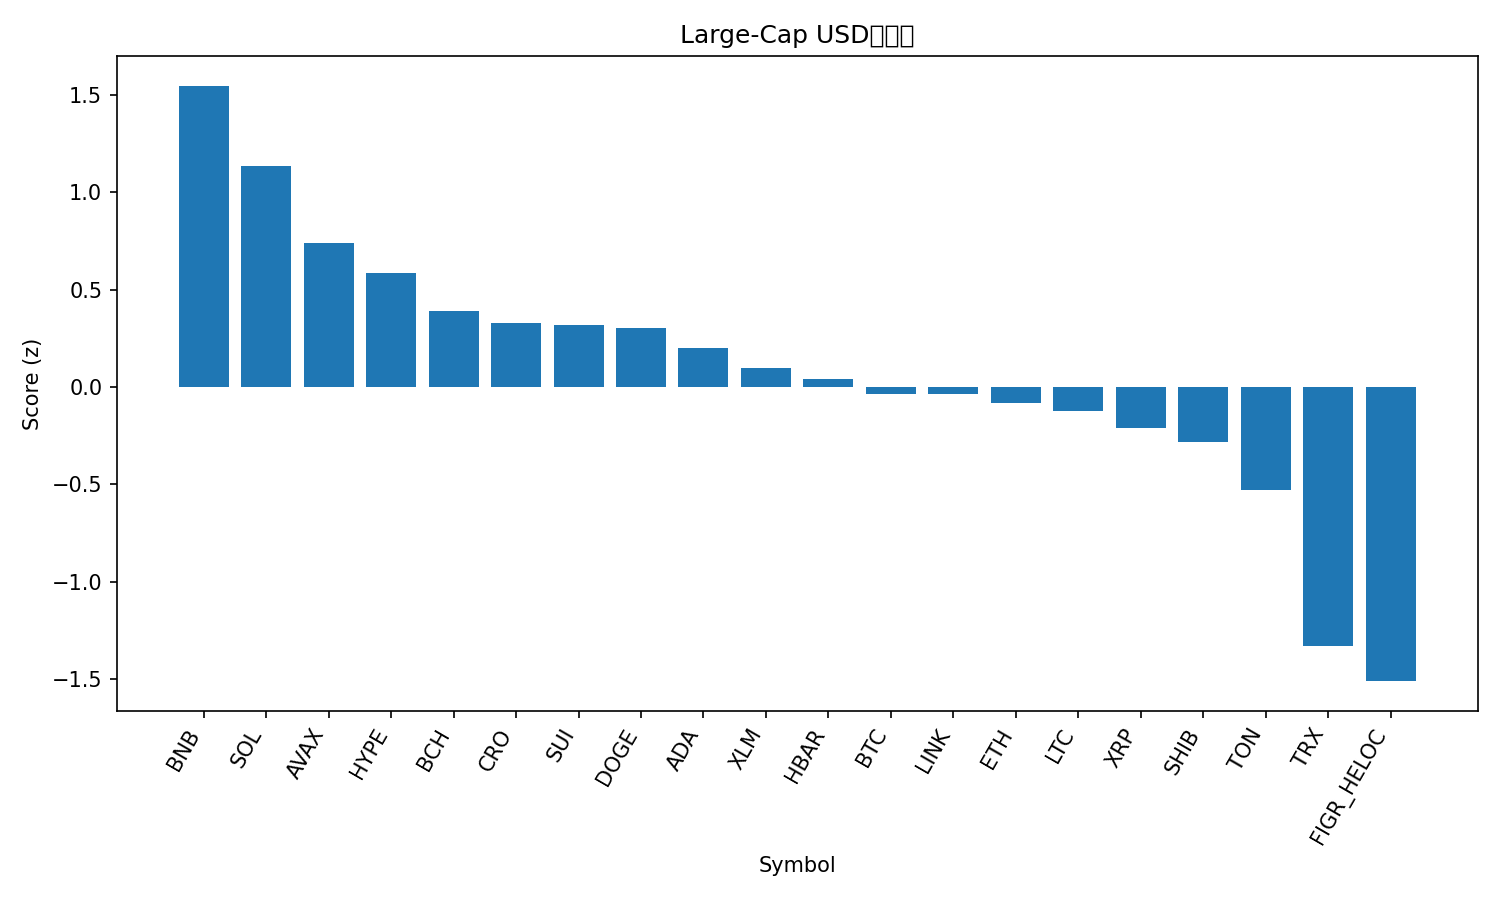 Large-Cap USD
Score (z)
1.5
1.0
0.5
0.0
−0.5
−1.0
−1.5
BNB
SOL
AVAX
HYPE
BCH
CRO
SUI
DOGE
ADA
XLM
HBAR
BTC
LINK
ETH
LTC
XRP
SHIB
TON
TRX
FIGR_HELOC
Symbol